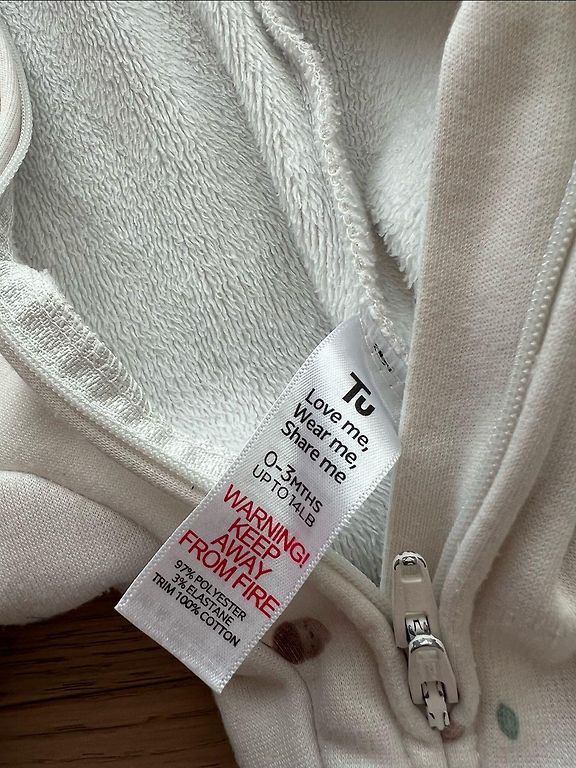 Tu
Love me,
Wear me,
Share me
0-3MTHS
UP TO 14LB
WARNING!
KEEP
AWAY
FROM FIRE
97% POLYESTER
3% ELASTANE
TRIM 100% COTTON